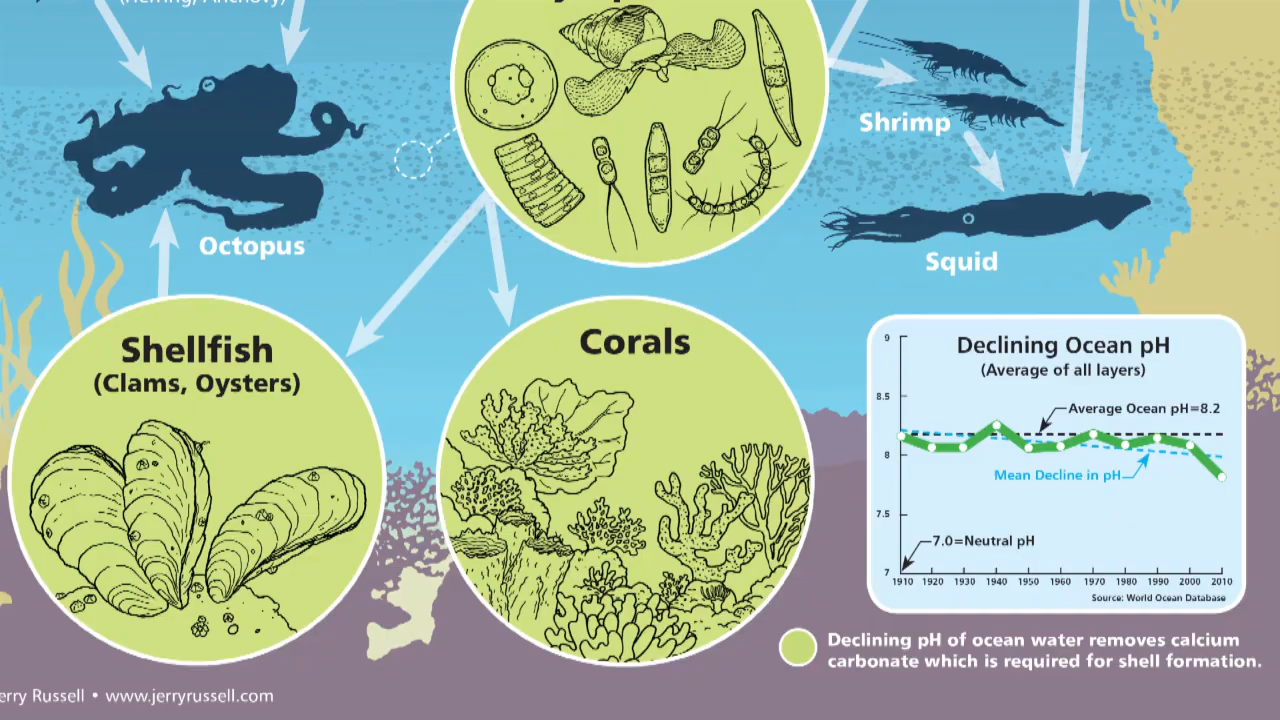 (Herring, Anchovy)
Shrimp
Octopus
Squid
Shellfish
(Clams, Oysters)
Corals
Declining Ocean pH
(Average of all layers)
9
8.5
8
7.5
7
Average Ocean pH=8.2
Mean Decline in pH
7.0=Neutral pH
1910 1920 1930 1940 1950 1960 1970 1980 1990 2000 2010
Source: World Ocean Database
Declining pH of ocean water removes calcium
carbonate which is required for shell formation.
erry Russell • www.jerryrussell.com